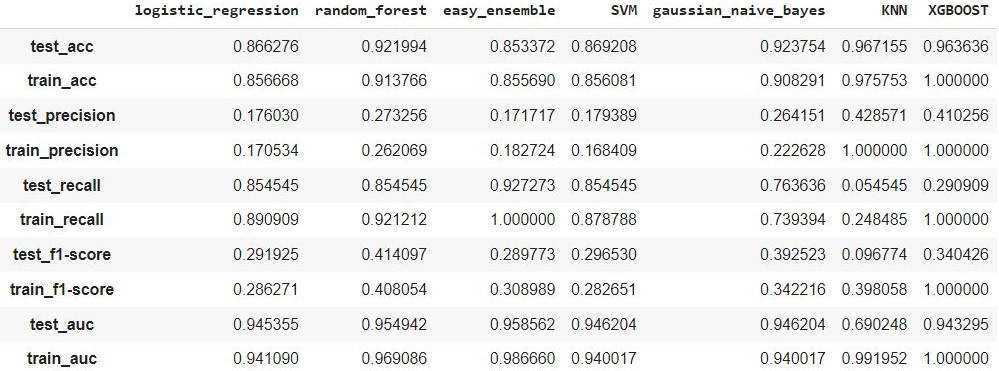 logistic_regression random_forest easy_ensemble SVM gaussian_naive_bayes KNN XGBOOST
test_acc 0.866276 0.921994 0.853372 0.869208 0.923754 0.967155 0.963636
train_acc 0.856668 0.913766 0.855690 0.856081 0.908291 0.975753 1.000000
test_precision 0.176030 0.273256 0.171717 0.179389 0.264151 0.428571 0.410256
train_precision 0.170534 0.262069 0.182724 0.168409 0.222628 1.000000 1.000000
test_recall 0.854545 0.854545 0.927273 0.854545 0.763636 0.054545 0.290909
train_recall 0.890909 0.921212 1.000000 0.878788 0.739394 0.248485 1.000000
test_f1-score 0.291925 0.414097 0.289773 0.296530 0.392523 0.096774 0.340426
train_f1-score 0.286271 0.408054 0.308989 0.282651 0.342216 0.398058 1.000000
test_auc 0.945355 0.954942 0.958562 0.946204 0.946204 0.690248 0.943295
train_auc 0.941090 0.969086 0.986660 0.940017 0.940017 0.991952 1.000000